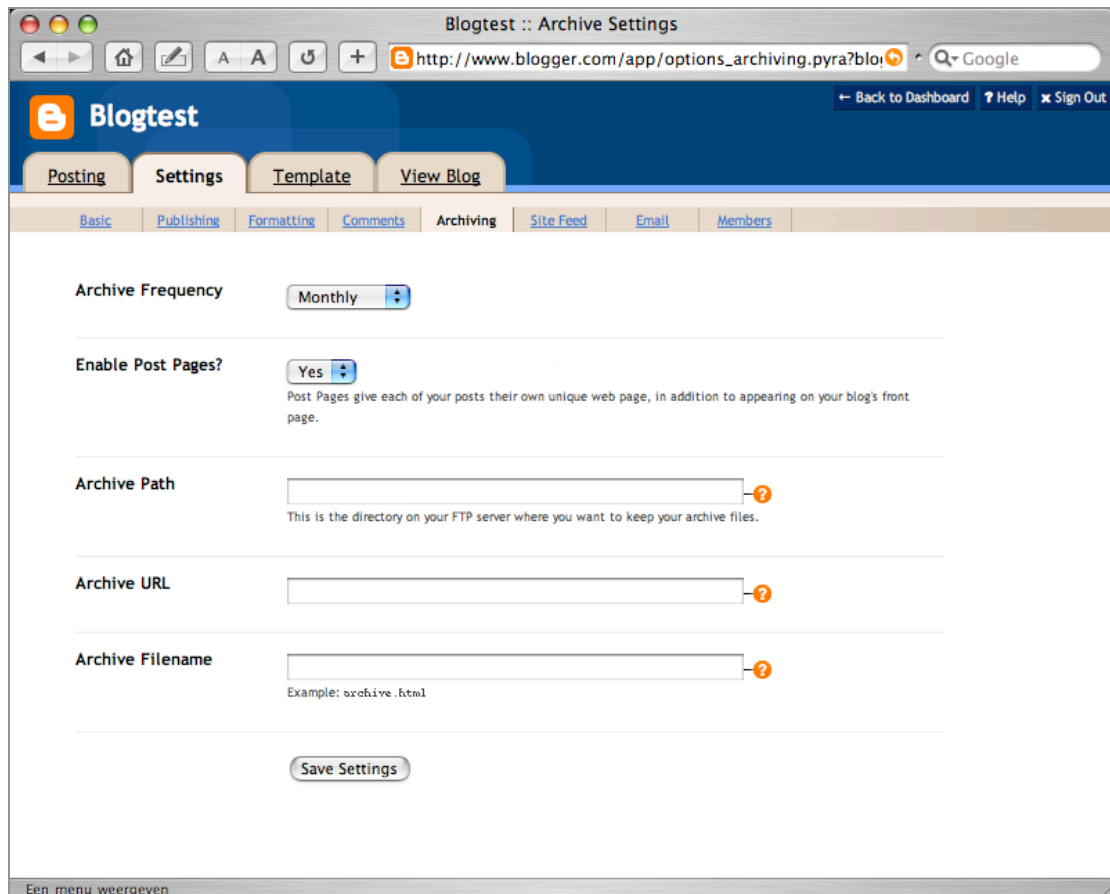 Blogtest :: Archive Settings
A A + http://www.blogger.com/app/options_archiving.pyra?blo Google
← Back to Dashboard ? Help x Sign Out
Blogtest
Posting Settings Template View Blog
Basic Publishing Formatting Comments Archiving Site Feed Email Members
Archive Frequency Monthly
Enable Post Pages? Yes
Post Pages give each of your posts their own unique web page, in addition to appearing on your blog's front
page.
Archive Path ?
This is the directory on your FTP server where you want to keep your archive files.
Archive URL ?
Archive Filename ?
Example: archive.html
Save Settings
Een menu weergeven